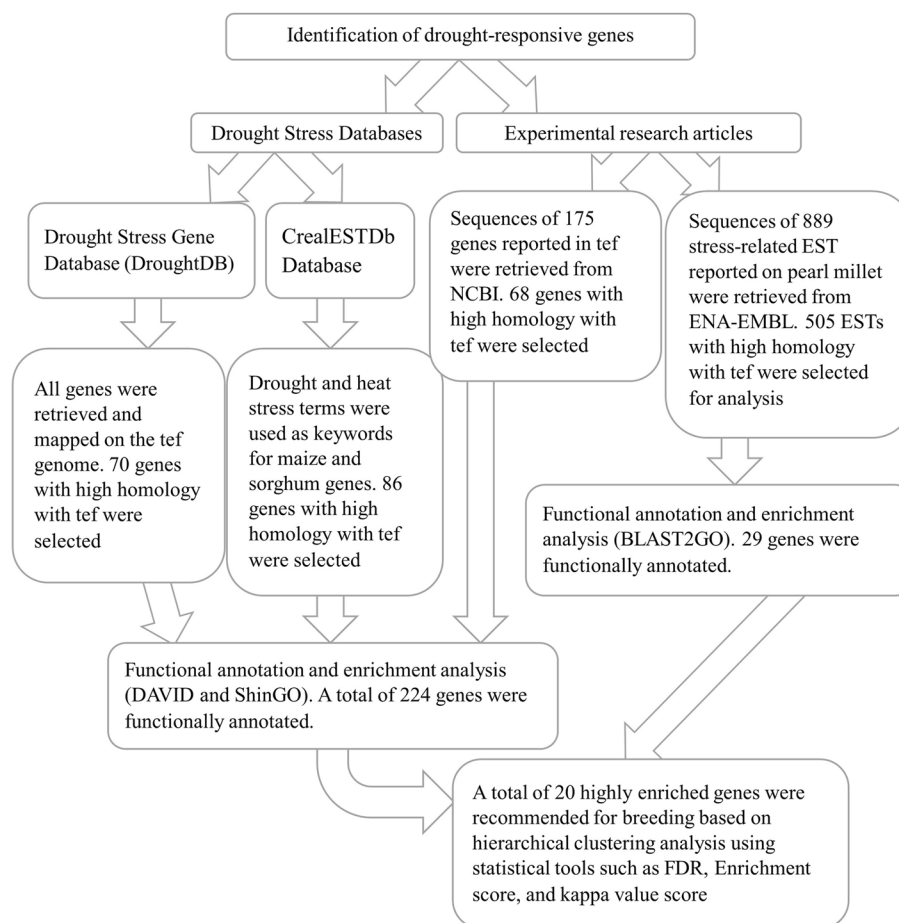 Identification of drought-responsive genes
Drought Stress Databases
Experimental research articles
Drought Stress Gene
Database (DroughtDB)
CrealESTDb
Database
Sequences of 175
genes reported in tef
were retrieved from
NCBI. 68 genes with
high homology with
tef were selected
Sequences of 889
stress-related EST
reported on pearl millet
were retrieved from
ENA-EMBL. 505 ESTs
with high homology
with tef were selected
for analysis
All genes were
retrieved and
mapped on the tef
genome. 70 genes
with high homology
with tef were
selected
Drought and heat
stress terms were
used as keywords
for maize and
sorghum genes. 86
genes with high
homology with tef
were selected
Functional annotation and enrichment
analysis (BLAST2GO). 29 genes were
functionally annotated.
Functional annotation and enrichment analysis
(DAVID and ShinGO). A total of 224 genes were
functionally annotated.
A total of 20 highly enriched genes were
recommended for breeding based on
hierarchical clustering analysis using
statistical tools such as FDR, Enrichment
score, and kappa value score